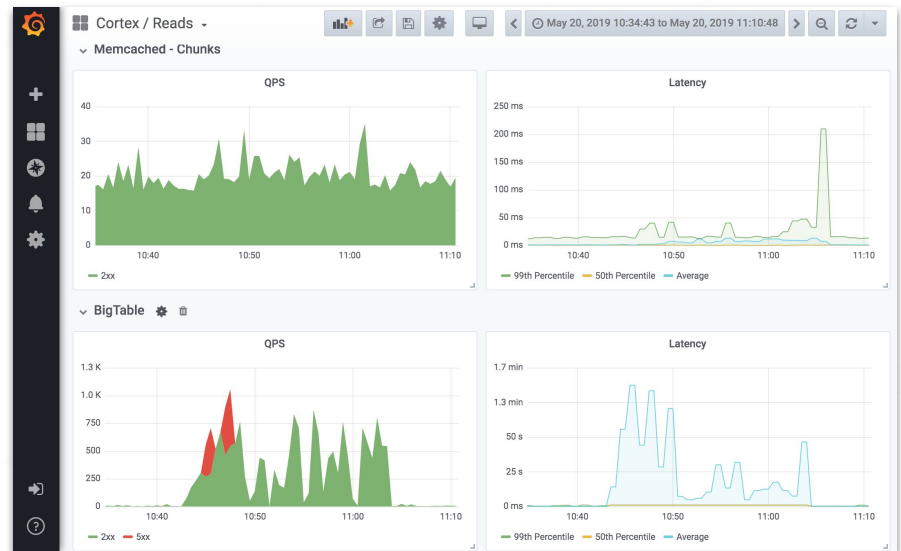 Cortex / Reads
May 20, 2019 10:34:43 to May 20, 2019 11:10:48
Memcached - Chunks
QPS
40
30
20
10
0
10:40
10:50
11:00
11:10
2xx
Latency
250 ms
200 ms
150 ms
100 ms
50 ms
0 ms
10:40
10:50
11:00
11:10
99th Percentile 50th Percentile Average
BigTable
QPS
1.3 K
1.0 K
750
500
250
0
10:40
10:50
11:00
11:10
2xx 5xx
Latency
1.7 min
1.3 min
50 s
25 s
0 ms
10:40
10:50
11:00
11:10
99th Percentile 50th Percentile Average